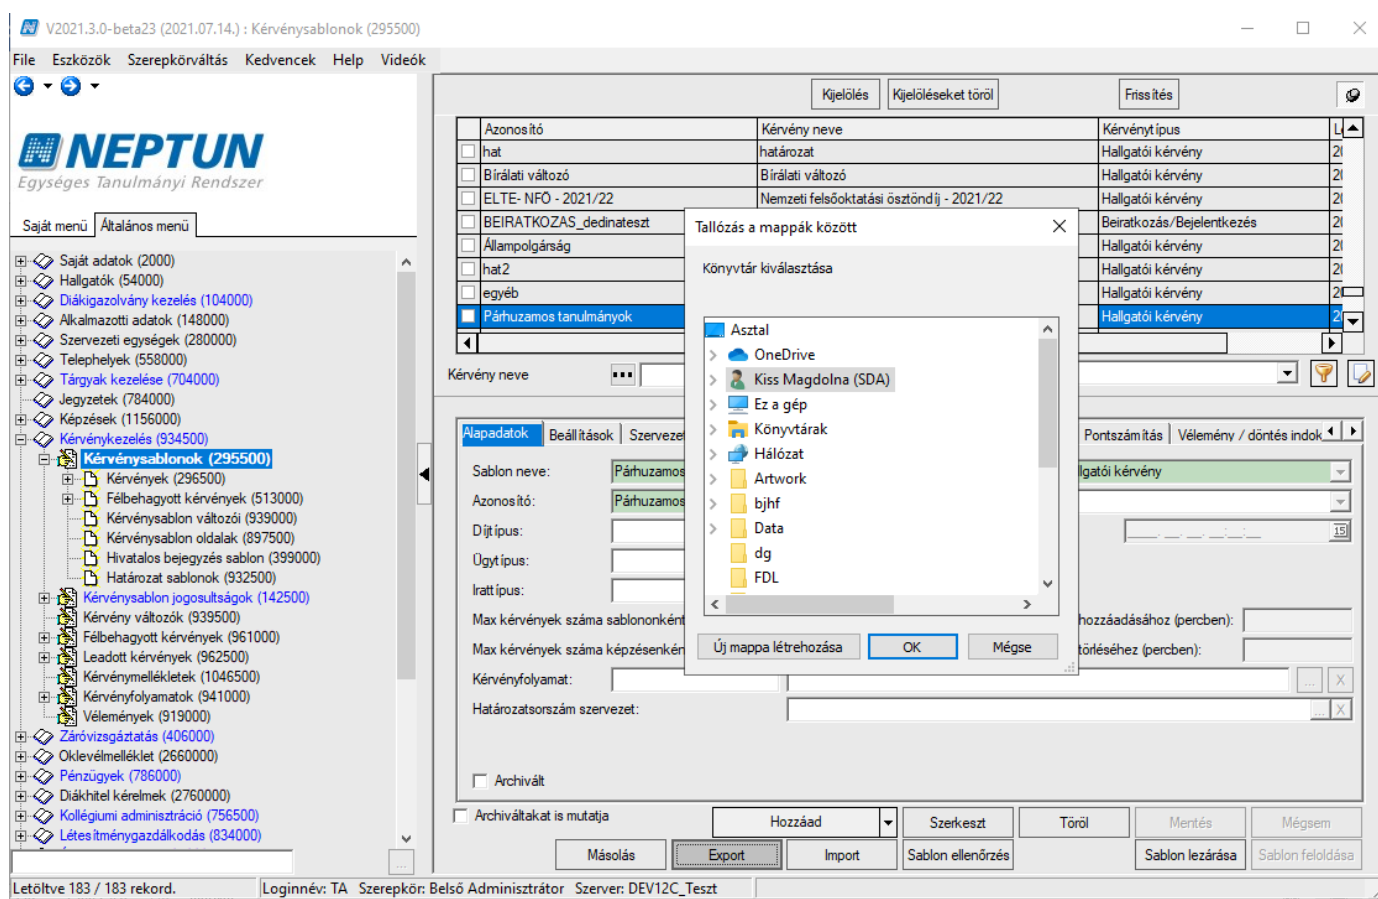 V2021.3.0-beta23 (2021.07.14.) : Kérvénysablonok (295500)
File Eszközök Szerepkörváltás Kedvencek Help Videók
NEPTUN
Egységes Tanulmányi Rendszer
Saját menü Általános menü
Saját adatok (2000)
Hallgatók (54000)
Diákigazolvány kezelés (104000)
Alkalmazotti adatok (148000)
Szervezeti egységek (280000)
Telephelyek (558000)
Tárgyak kezelése (704000)
Jegyzetek (784000)
Képzések (1156000)
Kérvénykezelés (934500)
Kérvénysablonok (295500)
Kérvények (296500)
Félbehagyott kérvények (513000)
Kérvénysablon változói (939000)
Kérvénysablon oldalak (897500)
Hivatalos bejegyzés sablon (399000)
Határozat sablonok (932500)
Kérvénysablon jogosultságok (142500)
Kérvény változók (939500)
Félbehagyott kérvények (961000)
Leadott kérvények (962500)
Kérvénymellékletek (1046500)
Kérvényfolyamatok (941000)
Vélemények (919000)
Záróvizsgáztatás (406000)
Oklevélmelléklet (2660000)
Pénzügyek (786000)
Diákhitel kérelmek (2760000)
Kollégiumi adminisztráció (756500)
Létesítménygazdálkodás (834000)
...
Kijelölés Kijelöléseket töröl Frissítés
Azonosító Kérvény neve Kérvénytípus
hat határozat Hallgatói kérvény
Bírálati változó Bírálati változó Hallgatói kérvény
ELTE- NFÖ - 2021/22 Nemzeti felsőoktatási ösztöndíj - 2021/22 Hallgatói kérvény
BEIRATKOZAS_dedinateszt Beiratkozás/Bejelentkezés
Állampolgárság Hallgatói kérvény
hat2 Hallgatói kérvény
egyéb Hallgatói kérvény
Párhuzamos tanulmányok Hallgatói kérvény
Kérvény neve
Alapadatok Beállítások Szervezet Pontszámítás Vélemény / döntés indok
Sablon neve: Párhuzamos lgatói kérvény
Azonosító: Párhuzamos
Díjtípus: ____. __. __. __:__:__ 15
Ügytípus:
Irattípus:
Max kérvények száma sablononként hozzáadásához (percben):
Max kérvények száma képzésenkén törléséhez (percben):
Kérvényfolyamat: ... X
Határozatsorszám szervezet: ... X
Archivált
Archiváltakat is mutatja
Hozzáad Szerkeszt Töröl Mentés Mégsem
Másolás Export Import Sablon ellenőrzés Sablon lezárása Sablon feloldása
Tallózás a mappák között
Könyvtár kiválasztása
Asztal
OneDrive
Kiss Magdolna (SDA)
Ez a gép
Könyvtárak
Hálózat
Artwork
bjhf
Data
dg
FDL
Új mappa létrehozása OK Mégse
Letöltve 183 / 183 rekord. Loginnév: TA Szerepkör: Belső Adminisztrátor Szerver: DEV12C_Teszt